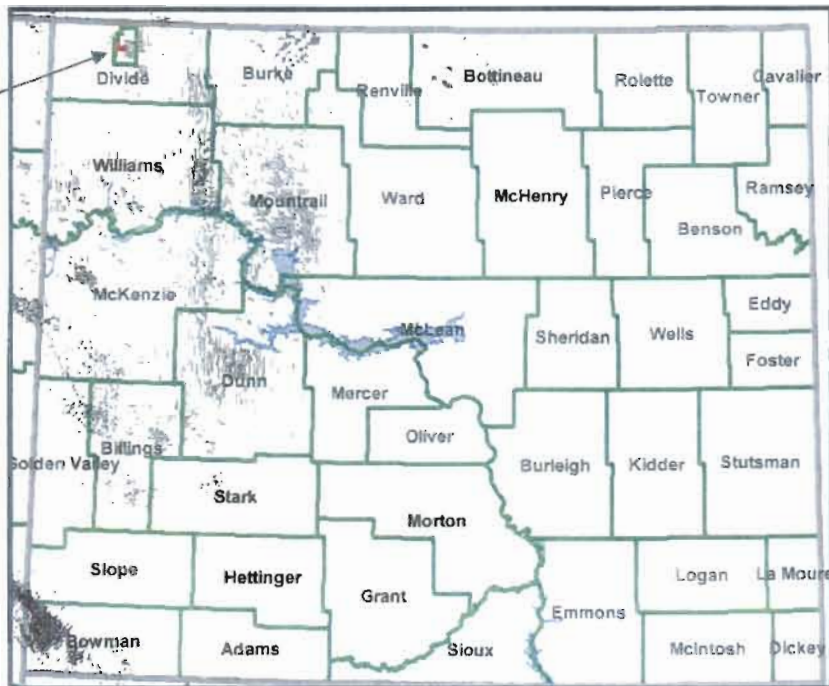 Divide
Burke
Renville
Bottineau
Rolette
Towner
Cavalier
Williams
Mountrail
Ward
McHenry
Pierce
Benson
Ramsey
McKenzie
McLean
Sheridan
Wells
Eddy
Foster
Dunn
Mercer
Oliver
Golden Valley
Billings
Stark
Burleigh
Kidder
Stutsman
Morton
Slope
Hettinger
Grant
Emmons
Logan
La Moure
Bowman
Adams
Sioux
McIntosh
Dickey